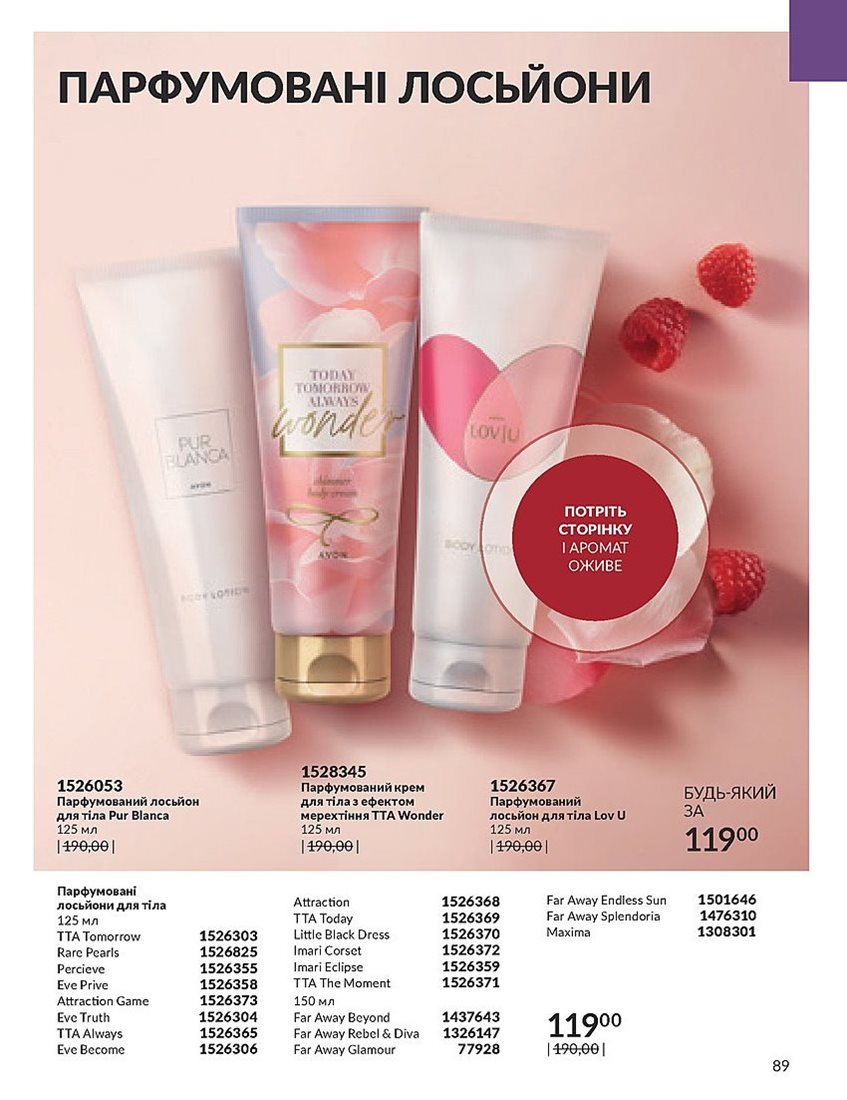 ПАРФУМОВАНІ ЛОСЬЙОНИ
PUR
BLANCA
AVON
BODY LOTION
TODAY
TOMORROW
ALWAYS
wonder
shimmer
body cream
AVON
LOV|U
BODY LOTION
ПОТРІТЬ
СТОРІНКУ
І АРОМАТ
ОЖИВЕ
1526053
Парфумований лосьйон
для тіла Pur Blanca
125 мл
|190,00|
1528345
Парфумований крем
для тіла з ефектом
мерехтіння TTA Wonder
125 мл
|190,00|
1526367
Парфумований
лосьйон для тіла Lov U
125 мл
|190,00|
БУДЬ-ЯКИЙ
ЗА
11900
Парфумовані
лосьйони для тіла
125 мл
TTA Tomorrow 1526303
Rare Pearls 1526825
Percieve 1526355
Eve Prive 1526358
Attraction Game 1526373
Eve Truth 1526304
TTA Always 1526365
Eve Become 1526306
Attraction 1526368
TTA Today 1526369
Little Black Dress 1526370
Imari Corset 1526372
Imari Eclipse 1526359
TTA The Moment 1526371
150 мл
Far Away Beyond 1437643
Far Away Rebel & Diva 1326147
Far Away Glamour 77928
Far Away Endless Sun 1501646
Far Away Splendoria 1476310
Maxima 1308301
11900
|190,00|
89